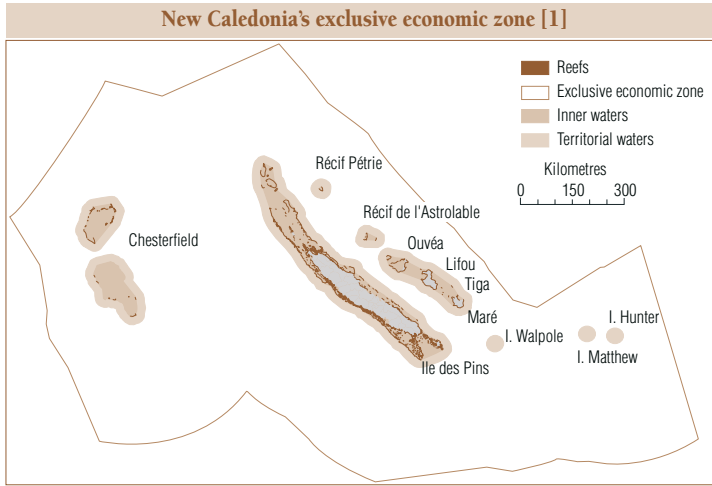 New Caledonia's exclusive economic zone [1]
Reefs
Exclusive economic zone
Inner waters
Territorial waters
Kilometres
0 150 300
Récif Pétrie
Récif de l'Astrolable
Chesterfield
Ouvéa
Lifou
Tiga
Maré
I. Walpole
I. Hunter
I. Matthew
Ile des Pins